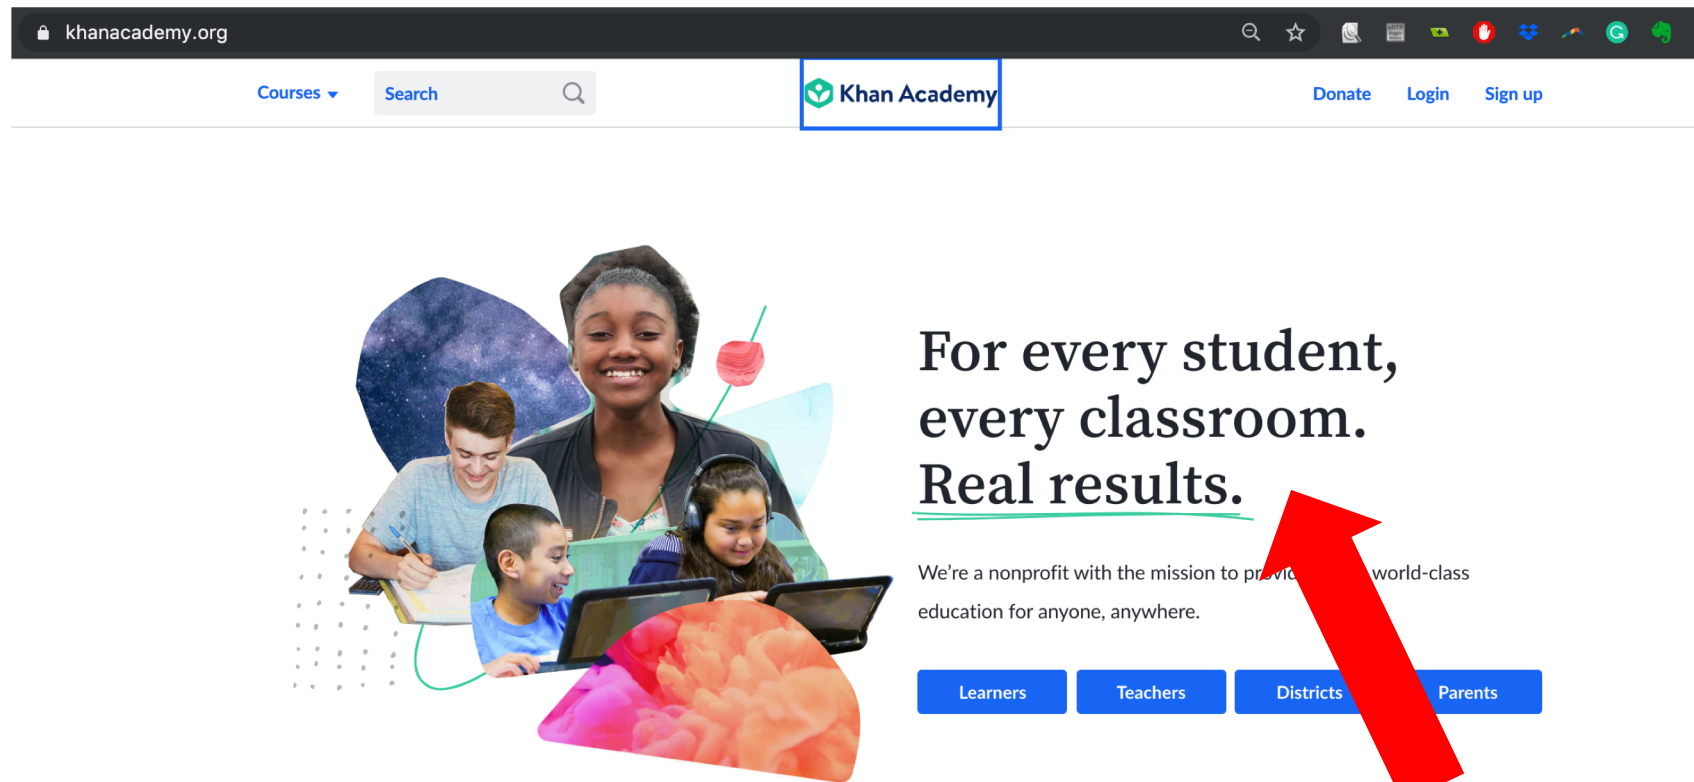 khanacademy.org
Courses
Search
Khan Academy
Donate
Login
Sign up
For every student,
every classroom.
Real results.
We're a nonprofit with the mission to world-class
education for anyone, anywhere.
Learners
Teachers
Districts
Parents